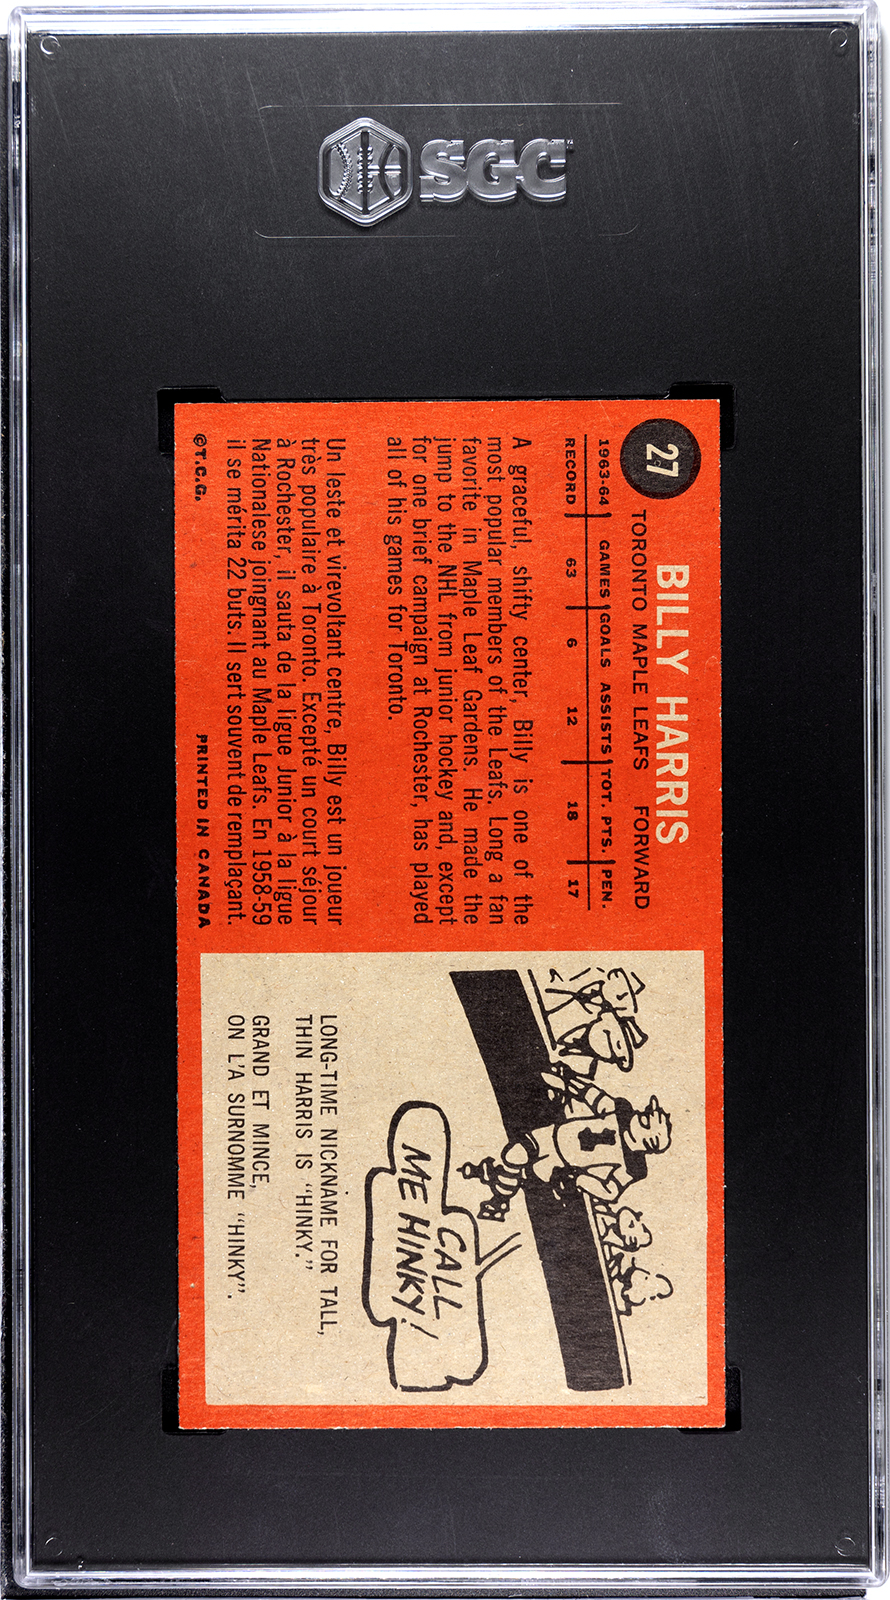 SGC
27
BILLY HARRIS
TORONTO MAPLE LEAFS FORWARD
1963-64 GAMES GOALS ASSISTS TOT. PTS. PEN.
RECORD 63 6 12 18 17
A graceful, shifty center, Billy is one of the
most popular members of the Leafs. Long a fan
favorite in Maple Leaf Gardens. He made the
jump to the NHL from junior hockey and, except
for one brief campaign at Rochester, has played
all of his games for Toronto.
Un leste et virevoltant centre, Billy est un joueur
très populaire à Toronto. Excepté un court séjour
à Rochester, il sauta de la ligue Junior à la ligue
Nationalese joingnant au Maple Leafs. En 1958-59
il se mérita 22 buts. Il sert souvent de remplaçant.
©T.C.G. PRINTED IN CANADA
CALL
ME HINKY!
LONG-TIME NICKNAME FOR TALL,
THIN HARRIS IS "HINKY."
GRAND ET MINCE,
ON L'A SURNOMME "HINKY".